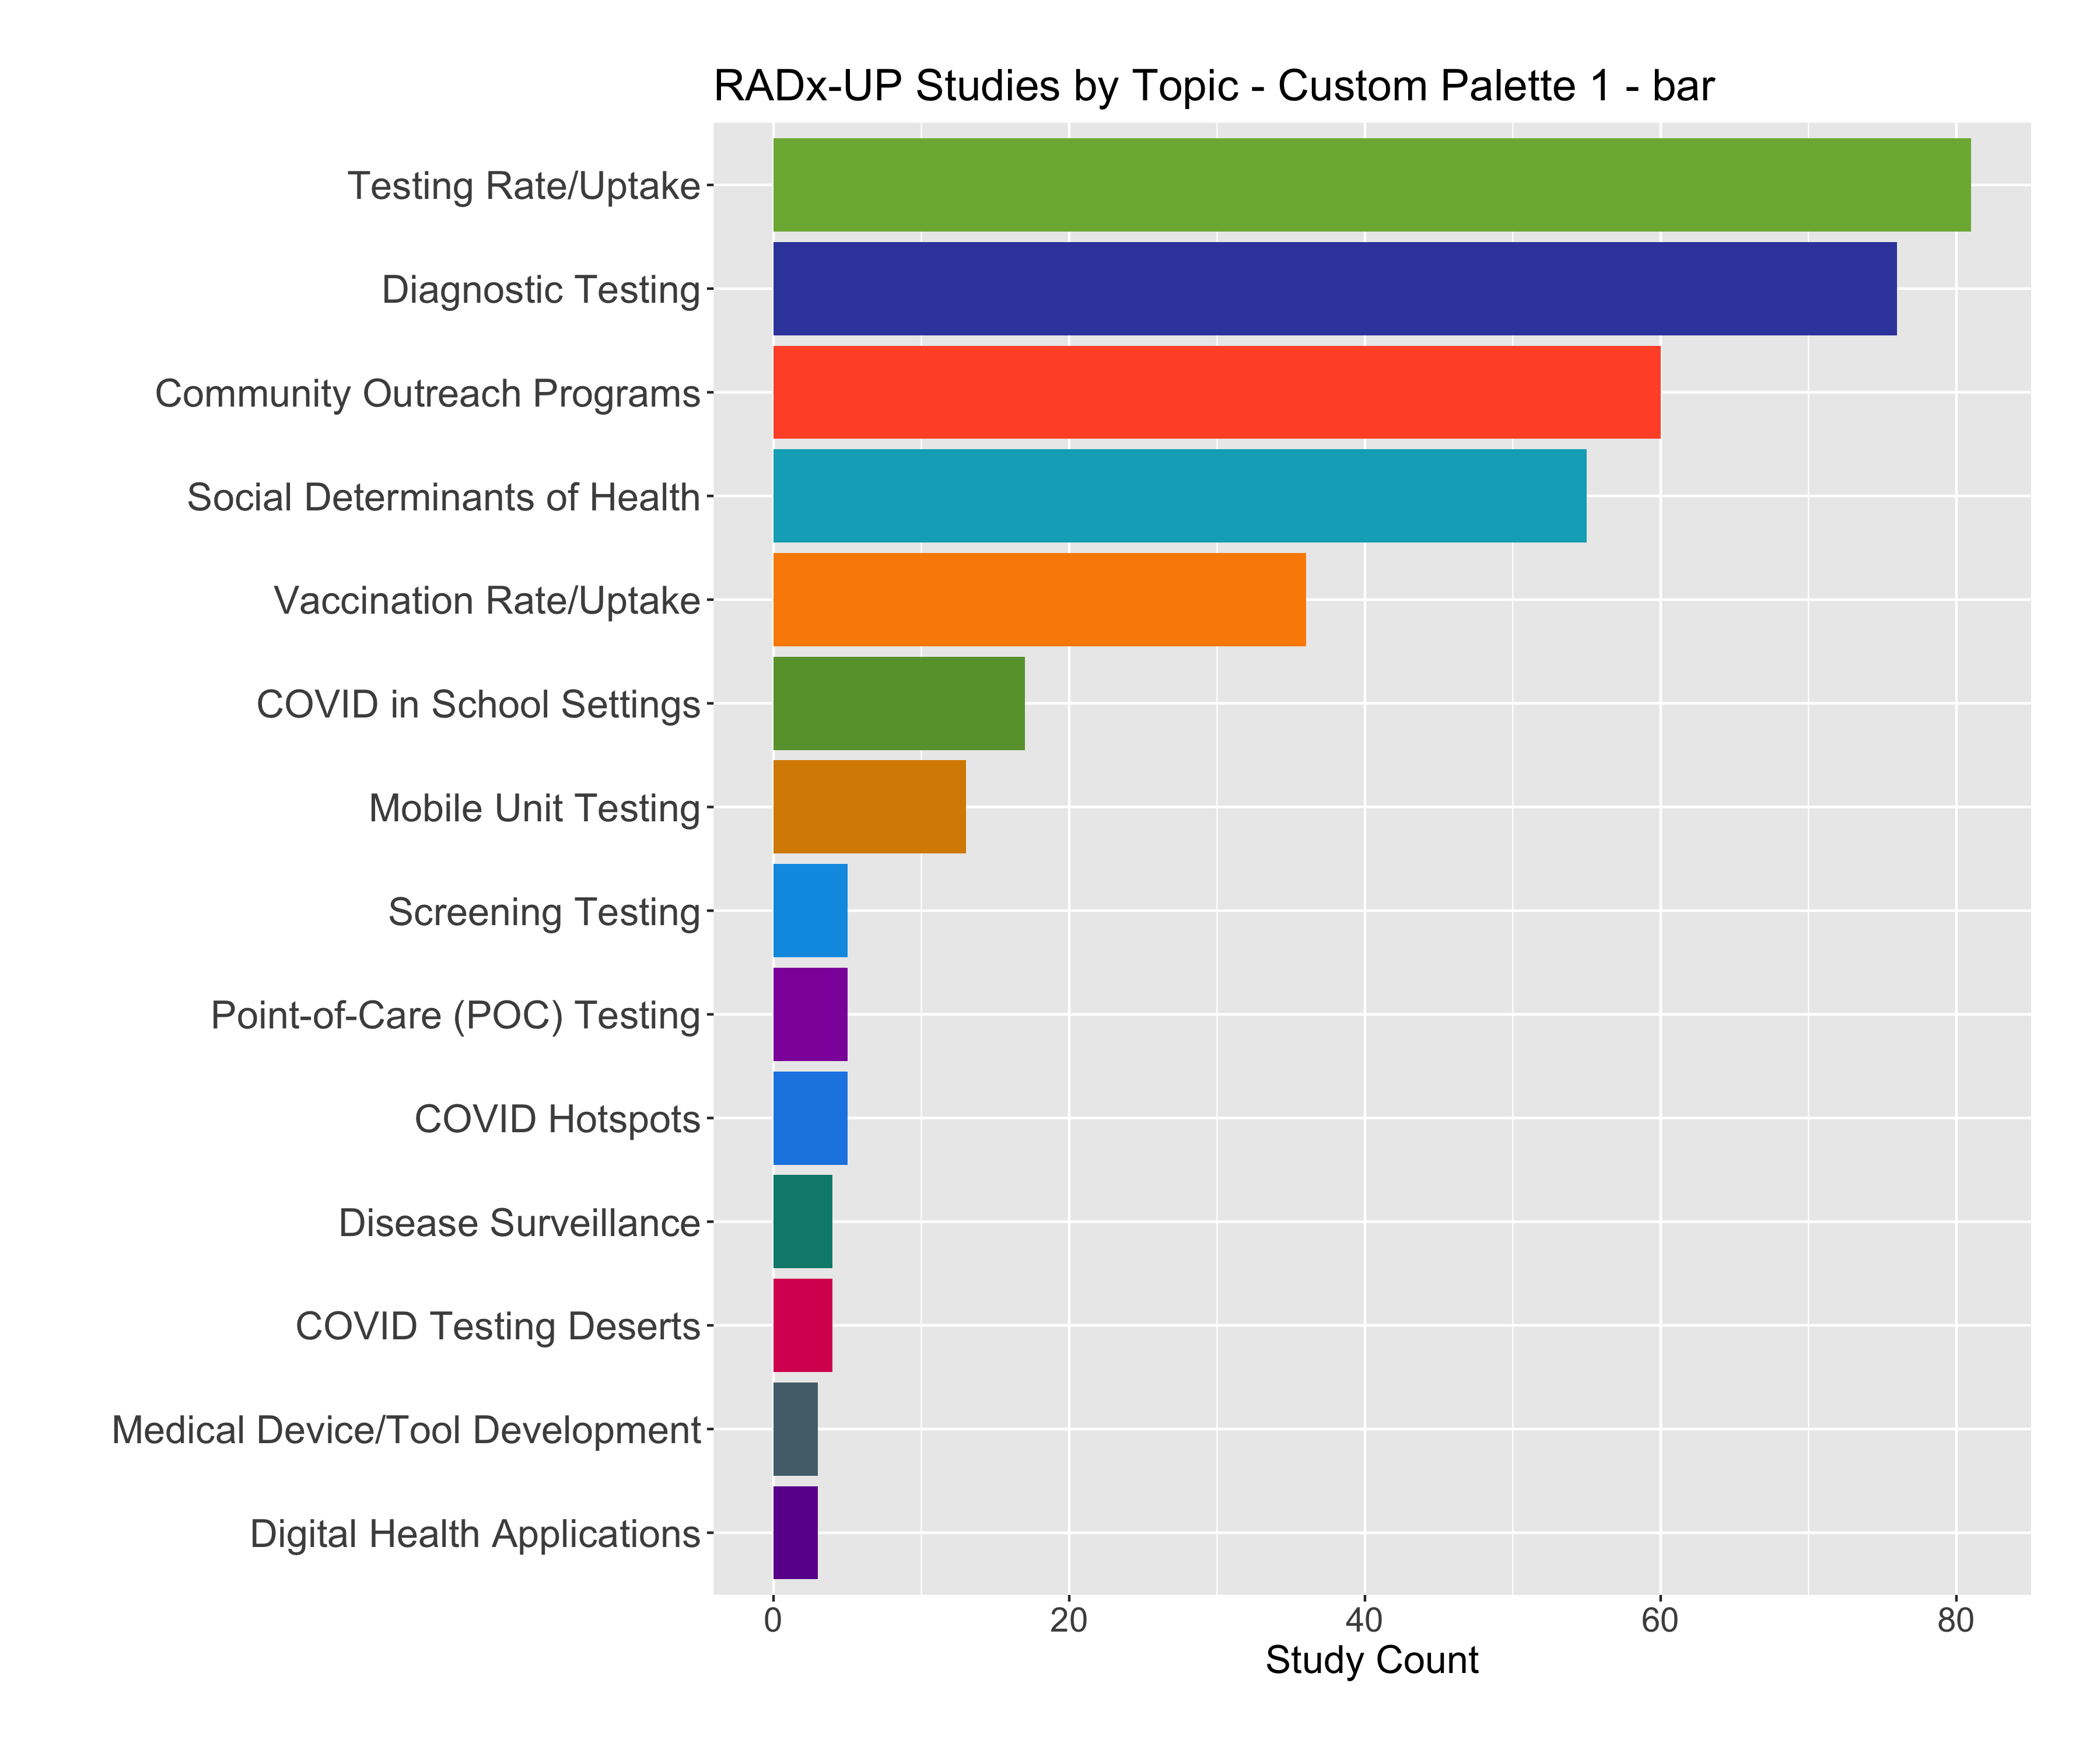 RADx-UP Studies by Topic - Custom Palette 1 - bar
Testing Rate/Uptake
Diagnostic Testing
Community Outreach Programs
Social Determinants of Health
Vaccination Rate/Uptake
COVID in School Settings
Mobile Unit Testing
Screening Testing
Point-of-Care (POC) Testing
COVID Hotspots
Disease Surveillance
COVID Testing Deserts
Medical Device/Tool Development
Digital Health Applications
0 20 40 60 80
Study Count